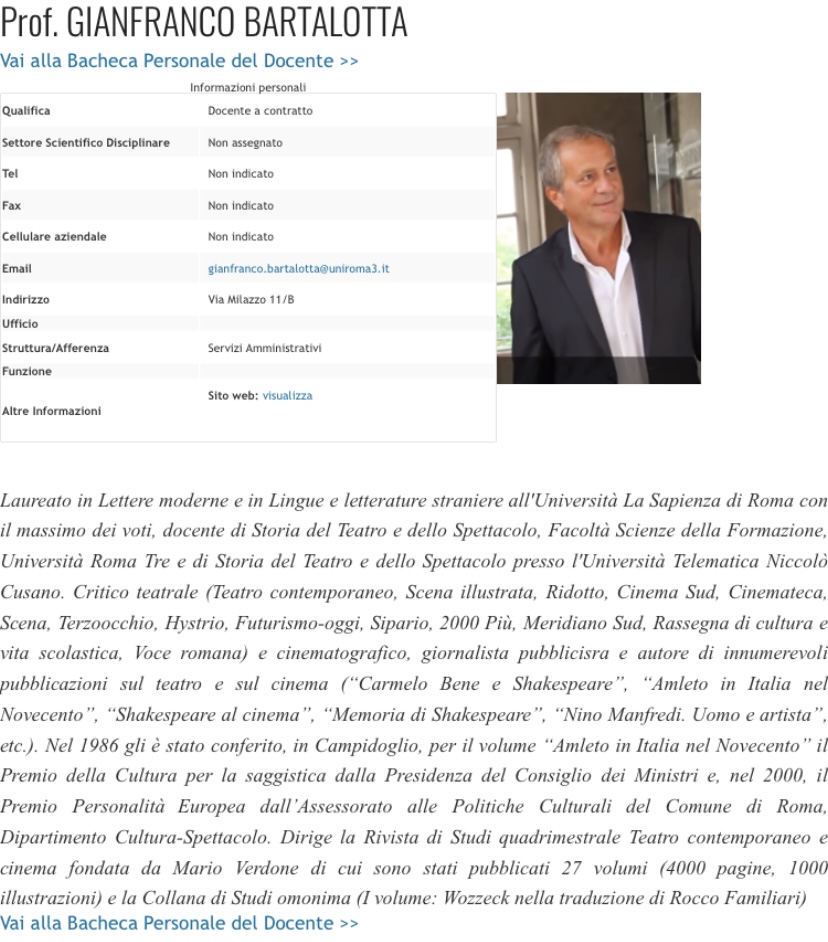 Prof. GIANFRANCO BARTALOTTA
Vai alla Bacheca Personale del Docente >>
Informazioni personali
Qualifica Docente a contratto
Settore Scientifico Disciplinare Non assegnato
Tel Non indicato
Fax Non indicato
Cellulare aziendale Non indicato
Email gianfranco.bartalotta@uniroma3.it
Indirizzo Via Milazzo 11/B
Ufficio
Struttura/Afferenza Servizi Amministrativi
Funzione
Sito web: visualizza
Altre Informazioni
Laureato in Lettere moderne e in Lingue e letterature straniere all'Università La Sapienza di Roma con
il massimo dei voti, docente di Storia del Teatro e dello Spettacolo, Facoltà Scienze della Formazione,
Università Roma Tre e di Storia del Teatro e dello Spettacolo presso l'Università Telematica Niccolò
Cusano. Critico teatrale (Teatro contemporaneo, Scena illustrata, Ridotto, Cinema Sud, Cinemateca,
Scena, Terzoocchio, Hystrio, Futurismo-oggi, Sipario, 2000 Più, Meridiano Sud, Rassegna di cultura e
vita scolastica, Voce romana) e cinematografico, giornalista pubblicisra e autore di innumerevoli
pubblicazioni sul teatro e sul cinema (“Carmelo Bene e Shakespeare”, “Amleto in Italia nel
Novecento”, “Shakespeare al cinema”, “Memoria di Shakespeare”, “Nino Manfredi. Uomo e artista”,
etc.). Nel 1986 gli è stato conferito, in Campidoglio, per il volume “Amleto in Italia nel Novecento” il
Premio della Cultura per la saggistica dalla Presidenza del Consiglio dei Ministri e, nel 2000, il
Premio Personalità Europea dall’Assessorato alle Politiche Culturali del Comune di Roma,
Dipartimento Cultura-Spettacolo. Dirige la Rivista di Studi quadrimestrale Teatro contemporaneo e
cinema fondata da Mario Verdone di cui sono stati pubblicati 27 volumi (4000 pagine, 1000
illustrazioni) e la Collana di Studi omonima (I volume: Wozzeck nella traduzione di Rocco Familiari)
Vai alla Bacheca Personale del Docente >>